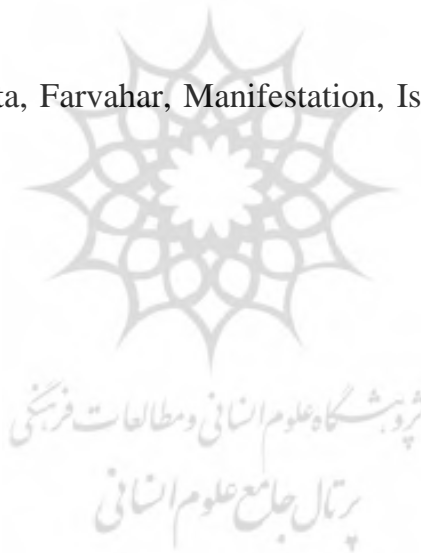 ta, Farvahar, Manifestation, Is
پژوهشگاه علوم انسانی و مطالعات فرهنگی
پرتال جامع علوم انسانی